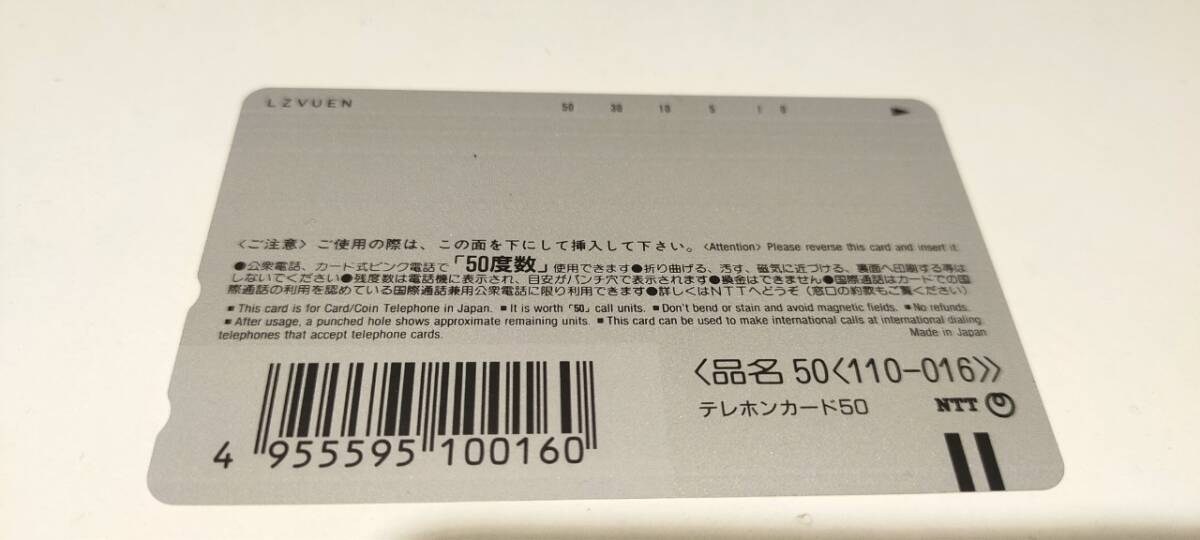 LZVUEN 50 30 10 5 1 0
〈ご注意〉ご使用の際は、この面を下にして挿入して下さい。〈Attention〉Please reverse this card and insert it.
●公衆電話、カード式ピンク電話で「50度数」使用できます●折り曲げる、汚す、磁気に近づける、裏面へ印刷する等は
しないでください●残度数は電話機に表示され、目安がパンチ穴で表示されます●換金はできません●国際通話はカードでの国
際通話の利用を認めている国際通話兼用公衆電話に限り利用できます●詳しくはNTTへどうぞ(窓口の約款もご覧ください)
■This card is for Card/Coin Telephone in Japan. ■It is worth「50」call units. ■Don't bend or stain and avoid magnetic fields. ■No refunds.
■After usage, a punched hole shows approximate remaining units. ■This card can be used to make international calls at international dialing
telephones that accept telephone cards. Made in Japan
〈品名 50〈110-016〉〉
テレホンカード50 NTT
4 955595 100160